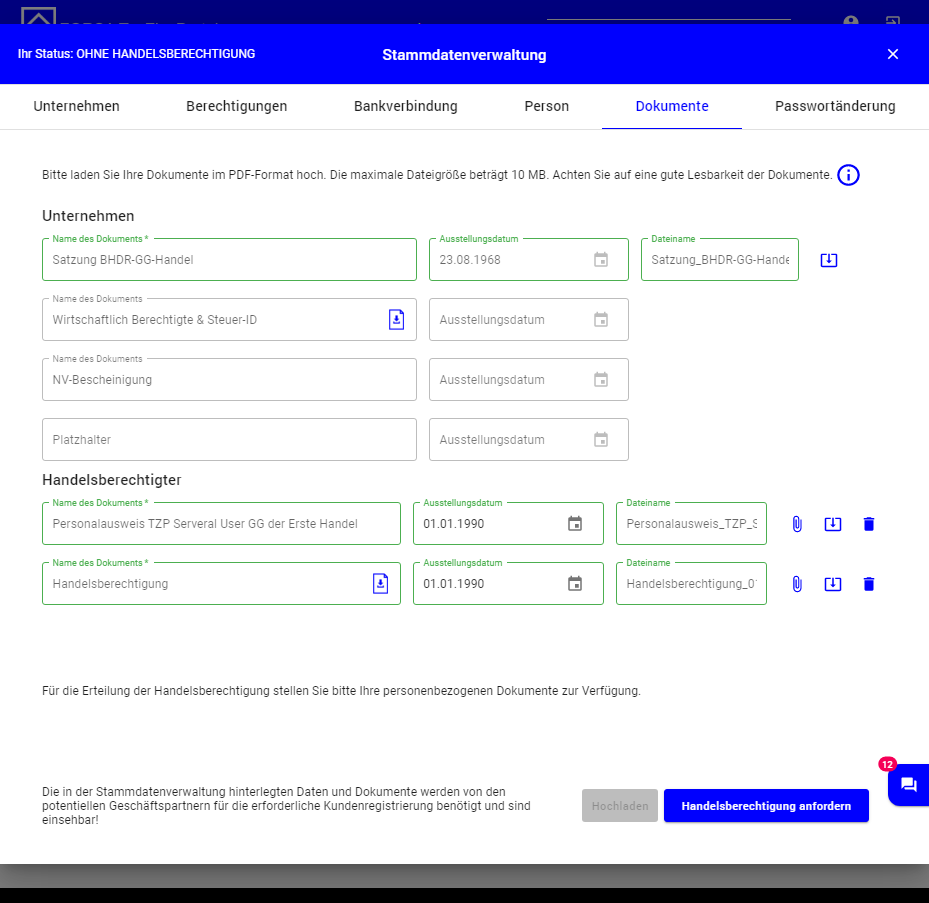 Ihr Status: OHNE HANDELSBERECHTIGUNG
Stammdatenverwaltung
Unternehmen
Berechtigungen
Bankverbindung
Person
Dokumente
Passwortänderung
Bitte laden Sie Ihre Dokumente im PDF-Format hoch. Die maximale Dateigröße beträgt 10 MB. Achten Sie auf eine gute Lesbarkeit der Dokumente.
Unternehmen
Name des Dokuments *
Satzung BHDR-GG-Handel
Ausstellungsdatum
23.08.1968
Dateiname
Satzung_BHDR-GG-Hande
Name des Dokuments
Wirtschaftlich Berechtigte & Steuer-ID
Ausstellungsdatum
Name des Dokuments
NV-Bescheinigung
Ausstellungsdatum
Platzhalter
Ausstellungsdatum
Handelsberechtigter
Name des Dokuments *
Personalausweis TZP Serveral User GG der Erste Handel
Ausstellungsdatum
01.01.1990
Dateiname
Personalausweis_TZP_S
Name des Dokuments *
Handelsberechtigung
Ausstellungsdatum
01.01.1990
Dateiname
Handelsberechtigung_0
Für die Erteilung der Handelsberechtigung stellen Sie bitte Ihre personenbezogenen Dokumente zur Verfügung.
Die in der Stammdatenverwaltung hinterlegten Daten und Dokumente werden von den
potentiellen Geschäftspartnern für die erforderliche Kundenregistrierung benötigt und sind
einsehbar!
Hochladen
Handelsberechtigung anfordern
12